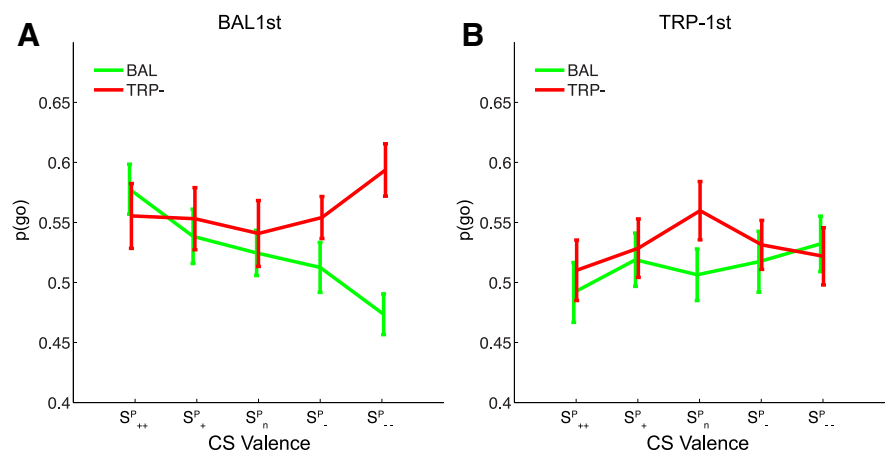 A
BAL1st
BAL
TRP-
0.65
0.6
0.55
0.5
0.45
0.4
p(go)
S^P_++
S^P_+
S^P_n
S^P_-
S^P_--
CS Valence
B
TRP-1st
BAL
TRP-
0.65
0.6
0.55
0.5
0.45
0.4
p(go)
S^P_++
S^P_+
S^P_n
S^P_-
S^P_--
CS Valence